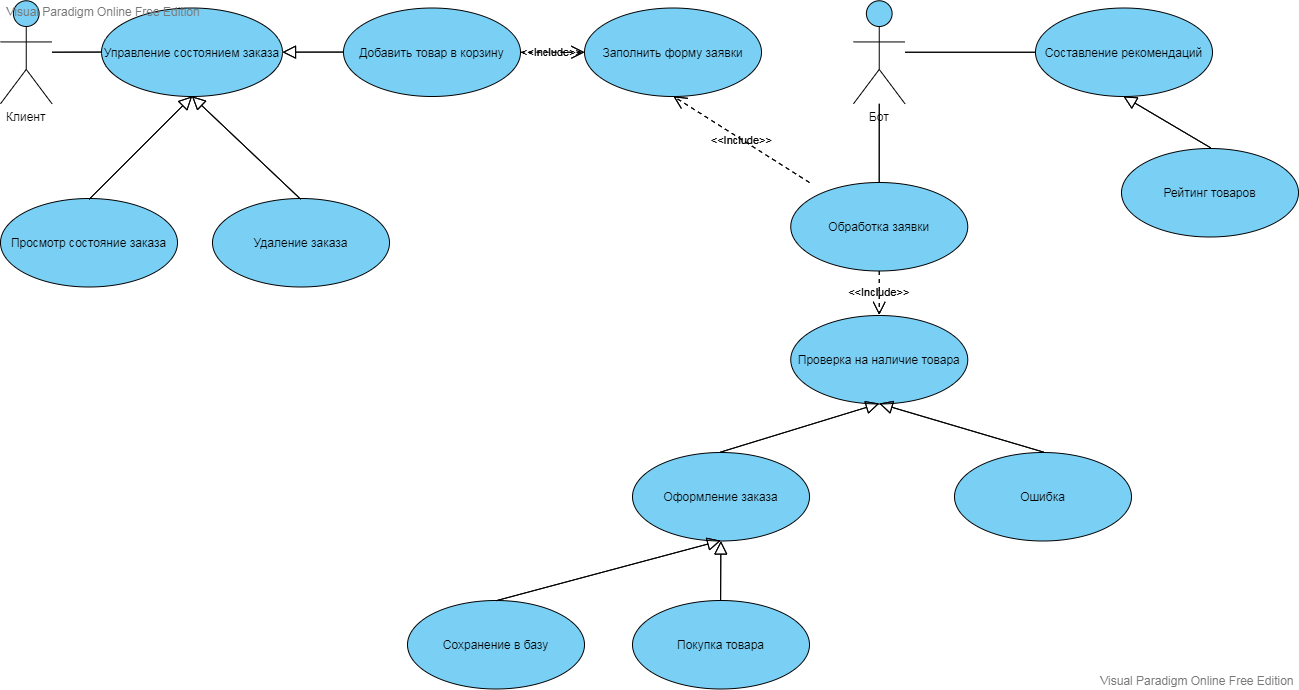 Visual Paradigm Online Free Edition
Управление состоянием заказа
Добавить товар в корзину
<<Include>>
Заполнить форму заявки
Составление рекомендаций
Клиент
Бот
<<Include>>
Рейтинг товаров
Обработка заявки
Просмотр состояние заказа
Удаление заказа
<<Include>>
Проверка на наличие товара
Оформление заказа
Ошибка
Сохранение в базу
Покупка товара
Visual Paradigm Online Free Edition